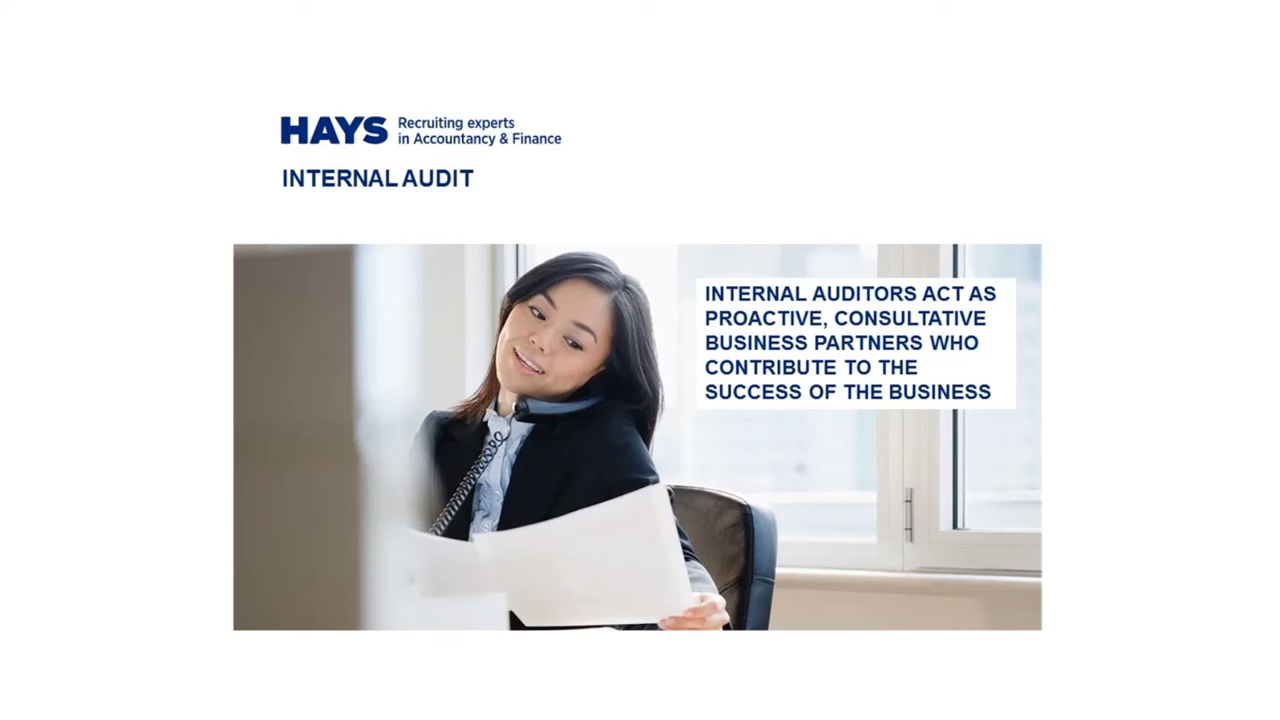 HAYS
Recruiting experts
in Accountancy & Finance
INTERNAL AUDIT
INTERNAL AUDITORS ACT AS
PROACTIVE, CONSULTATIVE
BUSINESS PARTNERS WHO
CONTRIBUTE TO THE
SUCCESS OF THE BUSINESS